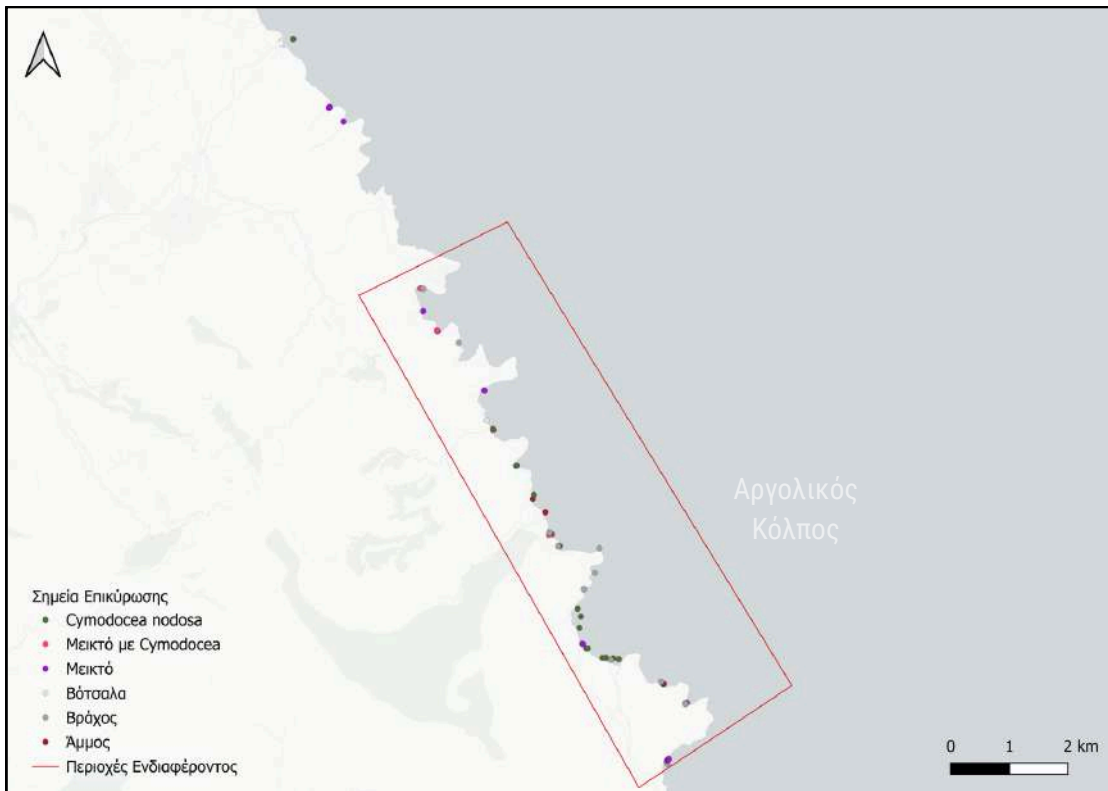 Αργολικός
Κόλπος
Σημεία Επικύρωσης
Cymodocea nodosa
Μεικτό με Cymodocea
Μεικτό
Βότσαλα
Βράχος
Άμμος
Περιοχές Ενδιαφέροντος
0 1 2 km